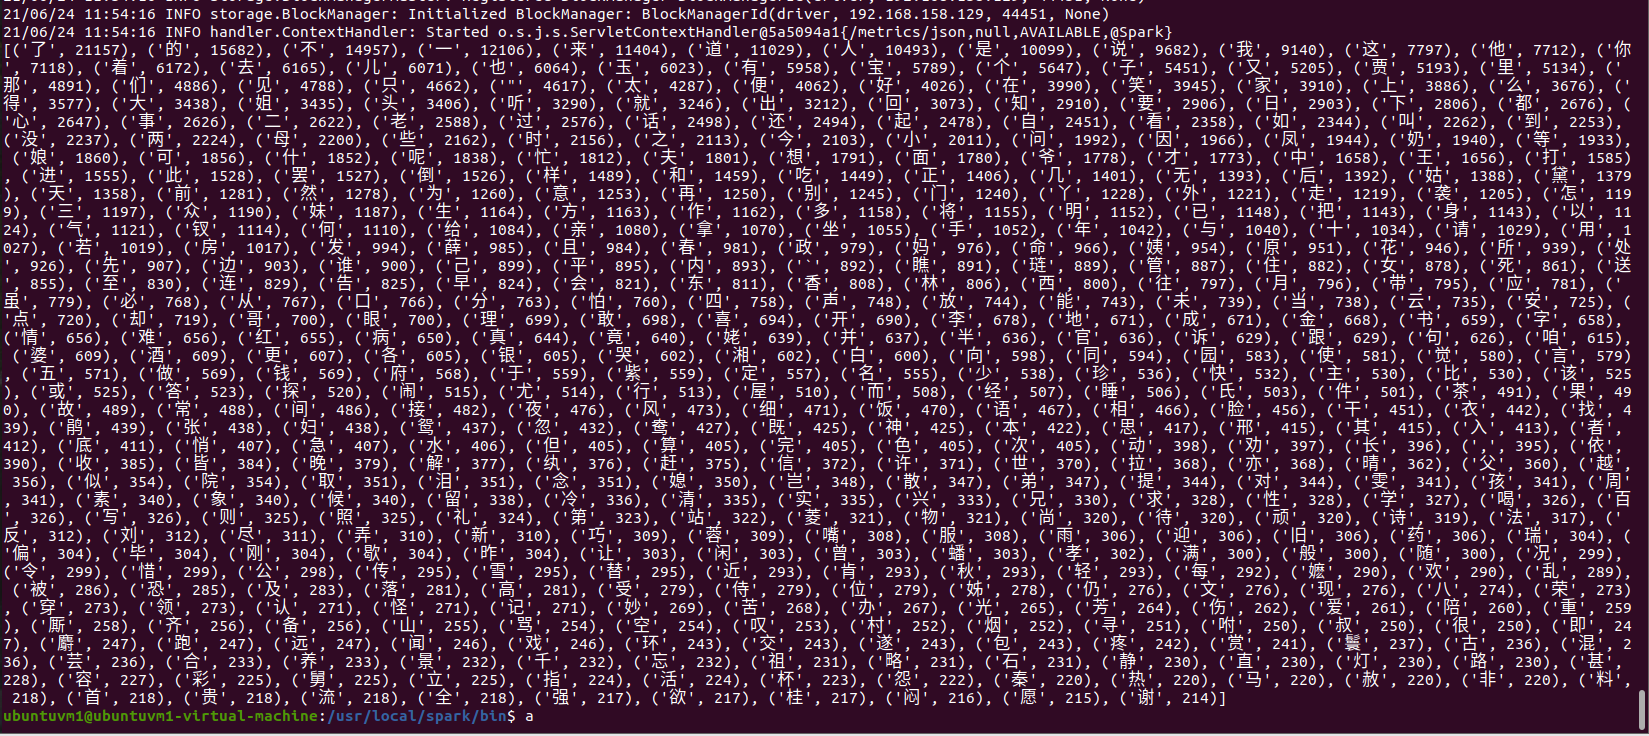 21/06/24 11:54:16 INFO storage.BlockManager: Initialized BlockManager: BlockManagerId(driver, 192.168.158.129, 44451, None)
21/06/24 11:54:16 INFO handler.ContextHandler: Started o.s.j.s.ServletContextHandler@5a5094a1{/metrics/json,null,AVAILABLE,@Spark}
[('了', 21157), ('的', 15682), ('不', 14957), ('一', 12106), ('来', 11404), ('道', 11029), ('人', 10493), ('是', 10099), ('说', 9682), ('我', 9140), ('这', 7797), ('他', 7712), ('你
', 7118), ('着', 6172), ('去', 6165), ('儿', 6071), ('也', 6064), ('玉', 6023), ('有', 5958), ('宝', 5789), ('个', 5647), ('子', 5451), ('又', 5205), ('贾', 5193), ('里', 5134), ('
那', 4891), ('们', 4886), ('见', 4788), ('只', 4662), ('"', 4617), ('太', 4287), ('便', 4062), ('好', 4026), ('在', 3990), ('笑', 3945), ('家', 3910), ('上', 3886), ('么', 3676), ('
得', 3577), ('大', 3438), ('姐', 3435), ('头', 3406), ('听', 3290), ('就', 3246), ('出', 3212), ('回', 3073), ('知', 2910), ('要', 2906), ('日', 2903), ('下', 2806), ('都', 2676), (
'心', 2647), ('事', 2626), ('二', 2622), ('老', 2588), ('过', 2576), ('话', 2498), ('还', 2494), ('起', 2478), ('自', 2451), ('看', 2358), ('如', 2344), ('叫', 2262), ('到', 2253),
('没', 2237), ('两', 2224), ('母', 2200), ('些', 2162), ('时', 2156), ('之', 2113), ('今', 2103), ('小', 2011), ('问', 1992), ('因', 1966), ('凤', 1944), ('奶', 1940), ('等', 1933),
('娘', 1860), ('可', 1856), ('什', 1852), ('呢', 1838), ('忙', 1812), ('夫', 1801), ('想', 1791), ('面', 1780), ('爷', 1778), ('才', 1773), ('中', 1658), ('王', 1656), ('打', 1585),
('进', 1555), ('此', 1528), ('罢', 1527), ('倒', 1526), ('样', 1489), ('和', 1459), ('吃', 1449), ('正', 1406), ('几', 1401), ('无', 1393), ('后', 1392), ('姑', 1388), ('黛', 1379
), ('天', 1358), ('前', 1281), ('然', 1278), ('为', 1260), ('意', 1253), ('再', 1250), ('别', 1245), ('门', 1240), ('丫', 1228), ('外', 1221), ('走', 1219), ('袭', 1205), ('怎', 119
9), ('三', 1197), ('众', 1190), ('妹', 1187), ('生', 1164), ('方', 1163), ('作', 1162), ('多', 1158), ('将', 1155), ('明', 1152), ('已', 1148), ('把', 1143), ('身', 1143), ('以', 11
24), ('气', 1121), ('钗', 1114), ('何', 1110), ('给', 1084), ('亲', 1080), ('拿', 1070), ('坐', 1055), ('手', 1052), ('年', 1042), ('与', 1040), ('十', 1034), ('请', 1029), ('用', 1
027), ('若', 1019), ('房', 1017), ('发', 994), ('薛', 985), ('且', 984), ('春', 981), ('政', 979), ('妈', 976), ('命', 966), ('姨', 954), ('原', 951), ('花', 946), ('所', 939), ('处
', 926), ('先', 907), ('边', 903), ('谁', 900), ('己', 899), ('平', 895), ('内', 893), ('`', 892), ('瞧', 891), ('琏', 889), ('管', 887), ('住', 882), ('女', 878), ('死', 861), ('送
', 855), ('至', 830), ('连', 829), ('告', 825), ('早', 824), ('会', 821), ('东', 811), ('香', 808), ('林', 806), ('西', 800), ('往', 797), ('月', 796), ('带', 795), ('应', 781), ('
虽', 779), ('必', 768), ('从', 767), ('口', 766), ('分', 763), ('怕', 760), ('四', 758), ('声', 748), ('放', 744), ('能', 743), ('未', 739), ('当', 738), ('云', 735), ('安', 725), (
'点', 720), ('却', 719), ('哥', 700), ('眼', 700), ('理', 699), ('敢', 698), ('喜', 694), ('开', 690), ('李', 678), ('地', 671), ('成', 671), ('金', 668), ('书', 659), ('字', 658),
('情', 656), ('难', 656), ('红', 655), ('病', 650), ('真', 644), ('竟', 640), ('姥', 639), ('并', 637), ('半', 636), ('官', 636), ('诉', 629), ('跟', 629), ('句', 626), ('咱', 615),
('婆', 609), ('酒', 609), ('更', 607), ('各', 605), ('银', 605), ('哭', 602), ('湘', 602), ('白', 600), ('向', 598), ('同', 594), ('园', 583), ('使', 581), ('觉', 580), ('言', 579)
, ('五', 571), ('做', 569), ('钱', 569), ('府', 568), ('于', 559), ('紫', 559), ('定', 557), ('名', 555), ('少', 538), ('珍', 536), ('快', 532), ('主', 530), ('比', 530), ('该', 525
), ('或', 525), ('答', 523), ('探', 520), ('闹', 515), ('尤', 514), ('行', 513), ('屋', 510), ('而', 508), ('经', 507), ('睡', 506), ('氏', 503), ('件', 501), ('茶', 491), ('果', 49
0), ('故', 489), ('常', 488), ('间', 486), ('接', 482), ('夜', 476), ('风', 473), ('细', 471), ('饭', 470), ('语', 467), ('相', 466), ('脸', 456), ('干', 451), ('衣', 442), ('找', 4
39), ('鹃', 439), ('张', 438), ('妇', 438), ('鸳', 437), ('忽', 432), ('鸯', 427), ('既', 425), ('神', 425), ('本', 422), ('思', 417), ('邢', 415), ('其', 415), ('入', 413), ('者',
412), ('底', 411), ('悄', 407), ('急', 407), ('水', 406), ('但', 405), ('算', 405), ('完', 405), ('色', 405), ('次', 405), ('动', 398), ('劝', 397), ('长', 396), (',', 395), ('依',
390), ('收', 385), ('皆', 384), ('晚', 379), ('解', 377), ('纨', 376), ('赶', 375), ('信', 372), ('许', 371), ('世', 370), ('拉', 368), ('亦', 368), ('晴', 362), ('父', 360), ('越'
, 356), ('似', 354), ('院', 354), ('取', 351), ('泪', 351), ('念', 351), ('媳', 350), ('岂', 348), ('散', 347), ('弟', 347), ('提', 344), ('对', 344), ('雯', 341), ('孩', 341), ('周'
, 341), ('素', 340), ('象', 340), ('候', 340), ('留', 338), ('冷', 336), ('清', 335), ('实', 335), ('兴', 333), ('兄', 330), ('求', 328), ('性', 328), ('学', 327), ('喝', 326), ('百
', 326), ('写', 326), ('则', 325), ('照', 325), ('礼', 324), ('第', 323), ('站', 322), ('菱', 321), ('物', 321), ('尚', 320), ('待', 320), ('顽', 320), ('诗', 319), ('法', 317), ('
反', 312), ('刘', 312), ('尽', 311), ('弄', 310), ('新', 310), ('巧', 309), ('蓉', 309), ('嘴', 308), ('服', 308), ('雨', 306), ('迎', 306), ('旧', 306), ('药', 306), ('瑞', 304), (
'偏', 304), ('毕', 304), ('刚', 304), ('歇', 304), ('昨', 304), ('让', 303), ('闲', 303), ('曾', 303), ('蟠', 303), ('孝', 302), ('满', 300), ('般', 300), ('随', 300), ('况', 299),
('令', 299), ('惜', 299), ('公', 298), ('传', 295), ('雪', 295), ('替', 295), ('近', 293), ('肯', 293), ('秋', 293), ('轻', 293), ('每', 292), ('嬷', 290), ('欢', 290), ('乱', 289),
('被', 286), ('恐', 285), ('及', 283), ('落', 281), ('高', 281), ('受', 279), ('侍', 279), ('位', 279), ('姊', 278), ('仍', 276), ('文', 276), ('现', 276), ('八', 274), ('荣', 273)
, ('穿', 273), ('领', 273), ('认', 271), ('怪', 271), ('记', 271), ('妙', 269), ('苦', 268), ('办', 267), ('光', 265), ('芳', 264), ('伤', 262), ('爱', 261), ('陪', 260), ('重', 259
), ('厮', 258), ('齐', 256), ('备', 256), ('山', 255), ('骂', 254), ('空', 254), ('叹', 253), ('村', 252), ('烟', 252), ('寻', 251), ('咐', 250), ('叔', 250), ('很', 250), ('即', 24
7), ('麝', 247), ('跑', 247), ('远', 247), ('闻', 246), ('戏', 246), ('环', 243), ('交', 243), ('遂', 243), ('包', 243), ('疼', 242), ('赏', 241), ('鬟', 237), ('古', 236), ('混', 2
36), ('芸', 236), ('合', 233), ('养', 233), ('景', 232), ('千', 232), ('忘', 232), ('祖', 231), ('略', 231), ('石', 231), ('静', 230), ('直', 230), ('灯', 230), ('路', 230), ('甚',
228), ('容', 227), ('彩', 225), ('舅', 225), ('立', 225), ('指', 224), ('活', 224), ('杯', 223), ('怨', 222), ('秦', 220), ('热', 220), ('马', 220), ('赦', 220), ('非', 220), ('料',
218), ('首', 218), ('贵', 218), ('流', 218), ('全', 218), ('强', 217), ('欲', 217), ('桂', 217), ('闷', 216), ('愿', 215), ('谢', 214)]
ubuntuvm1@ubuntuvm1-virtual-machine:/usr/local/spark/bin$ a